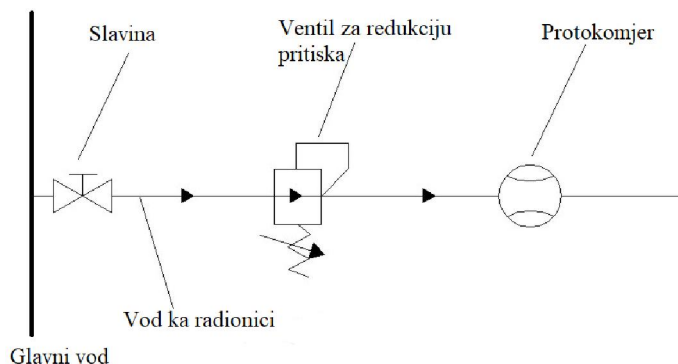 Slavina
Ventil za redukciju
pritiska
Protokomjer
Vod ka radionici
Glavni vod